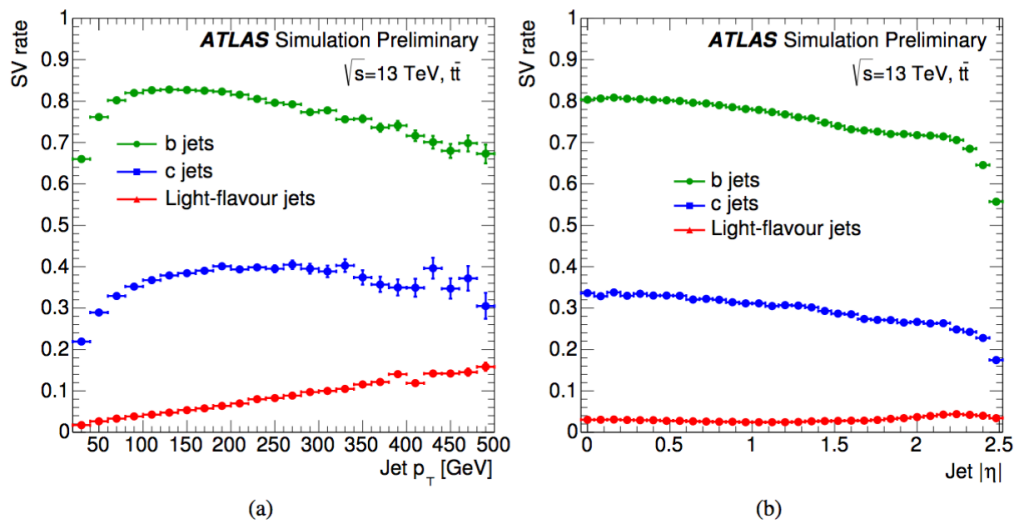 SV rate
1
0.9
0.8
0.7
0.6
0.5
0.4
0.3
0.2
0.1
0
ATLAS Simulation Preliminary
√s=13 TeV, tt̄
b jets
c jets
Light-flavour jets
50 100 150 200 250 300 350 400 450 500
Jet pT [GeV]
(a)
SV rate
1
0.9
0.8
0.7
0.6
0.5
0.4
0.3
0.2
0.1
0
ATLAS Simulation Preliminary
√s=13 TeV, tt̄
b jets
c jets
Light-flavour jets
0 0.5 1 1.5 2 2.5
Jet |η|
(b)